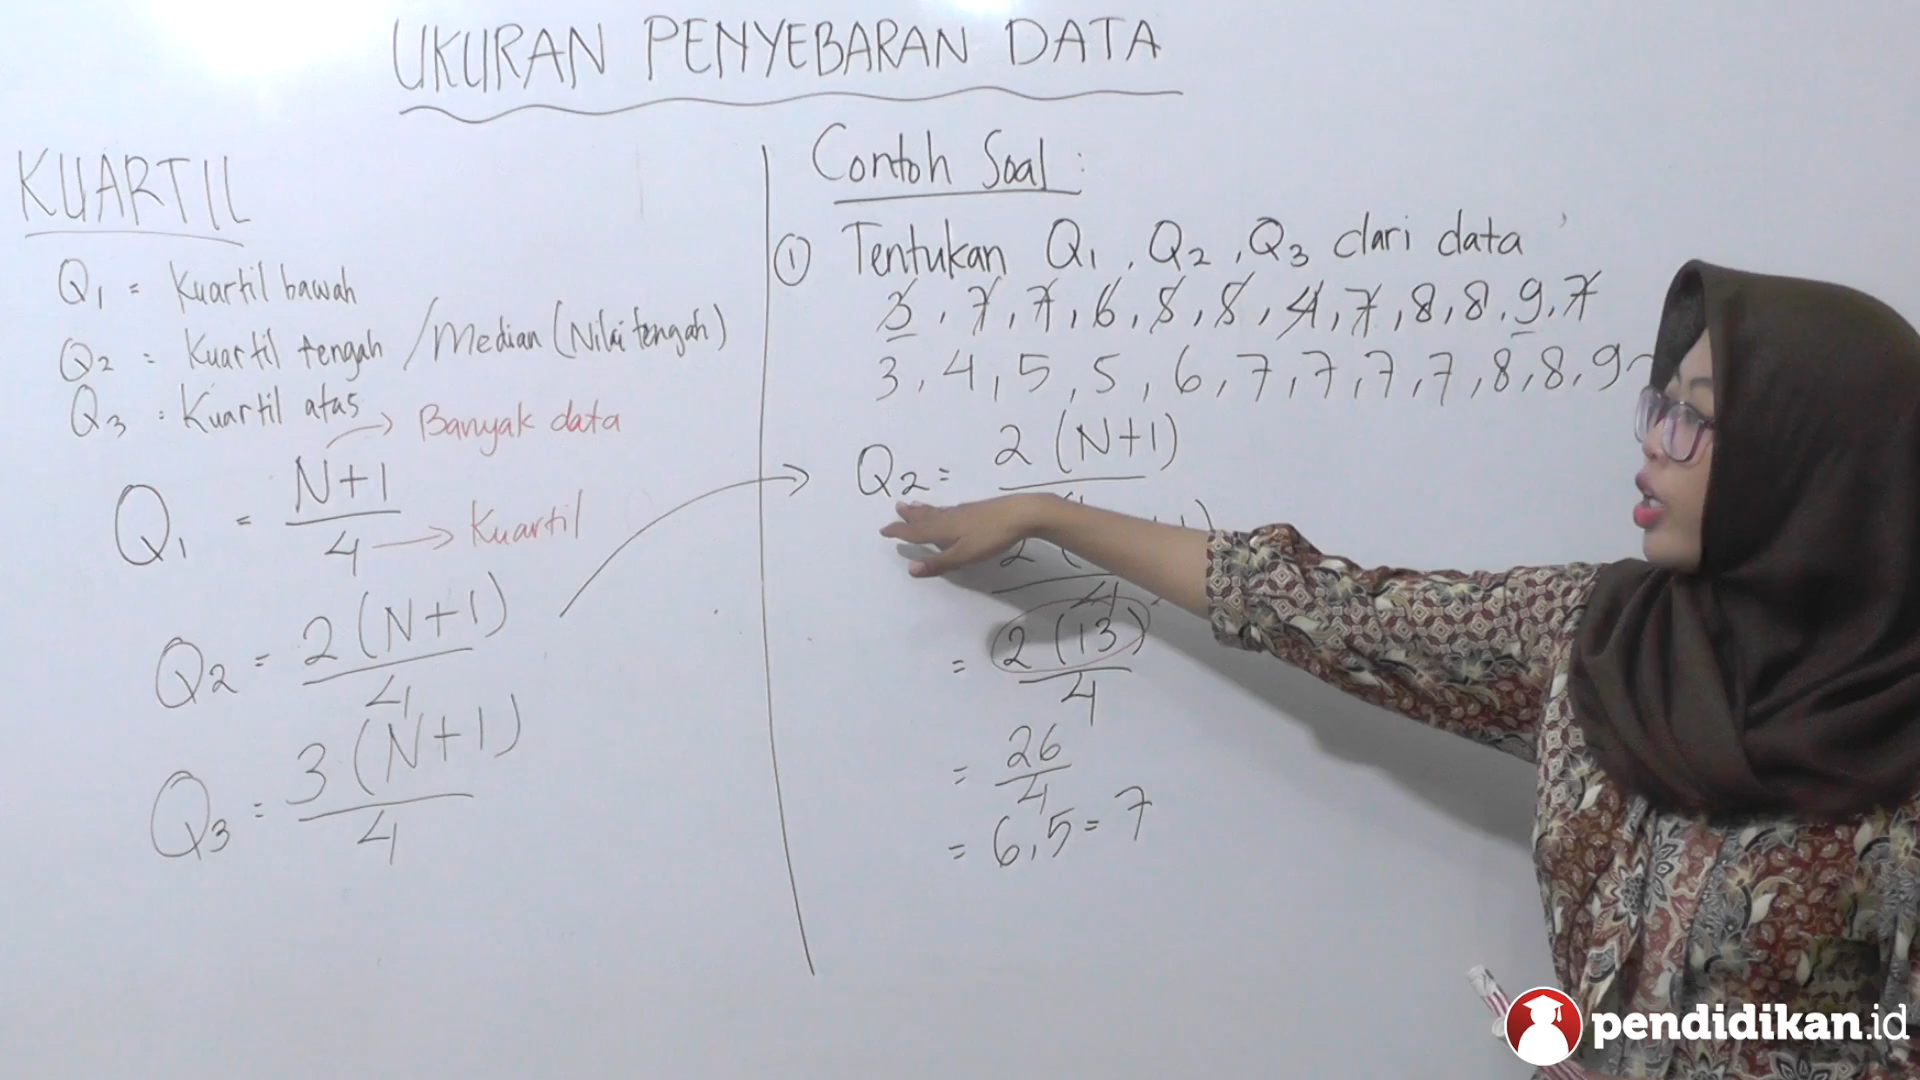 UKURAN PENYEBARAN DATA
KUARTIL
Q1 = Kuartil bawah
Q2 = Kuartil tengah / Median (Nilai tengah)
Q3 = Kuartil atas
Banyak data
Q1 = N+1
4
Kuartil
Q2 = 2 (N+1)
4
Q3 = 3 (N+1)
4
Contoh Soal :
① Tentukan Q1, Q2, Q3 dari data
3, 7, 7, 6, 5, 5, 4, 7, 8, 8, 9, 7
3, 4, 5, 5, 6, 7, 7, 7, 7, 8, 8, 9
Q2 = 2 (N+1)
2 (
4
= 2 (13)
4
= 26
4
= 6,5 = 7
pendidikan.id